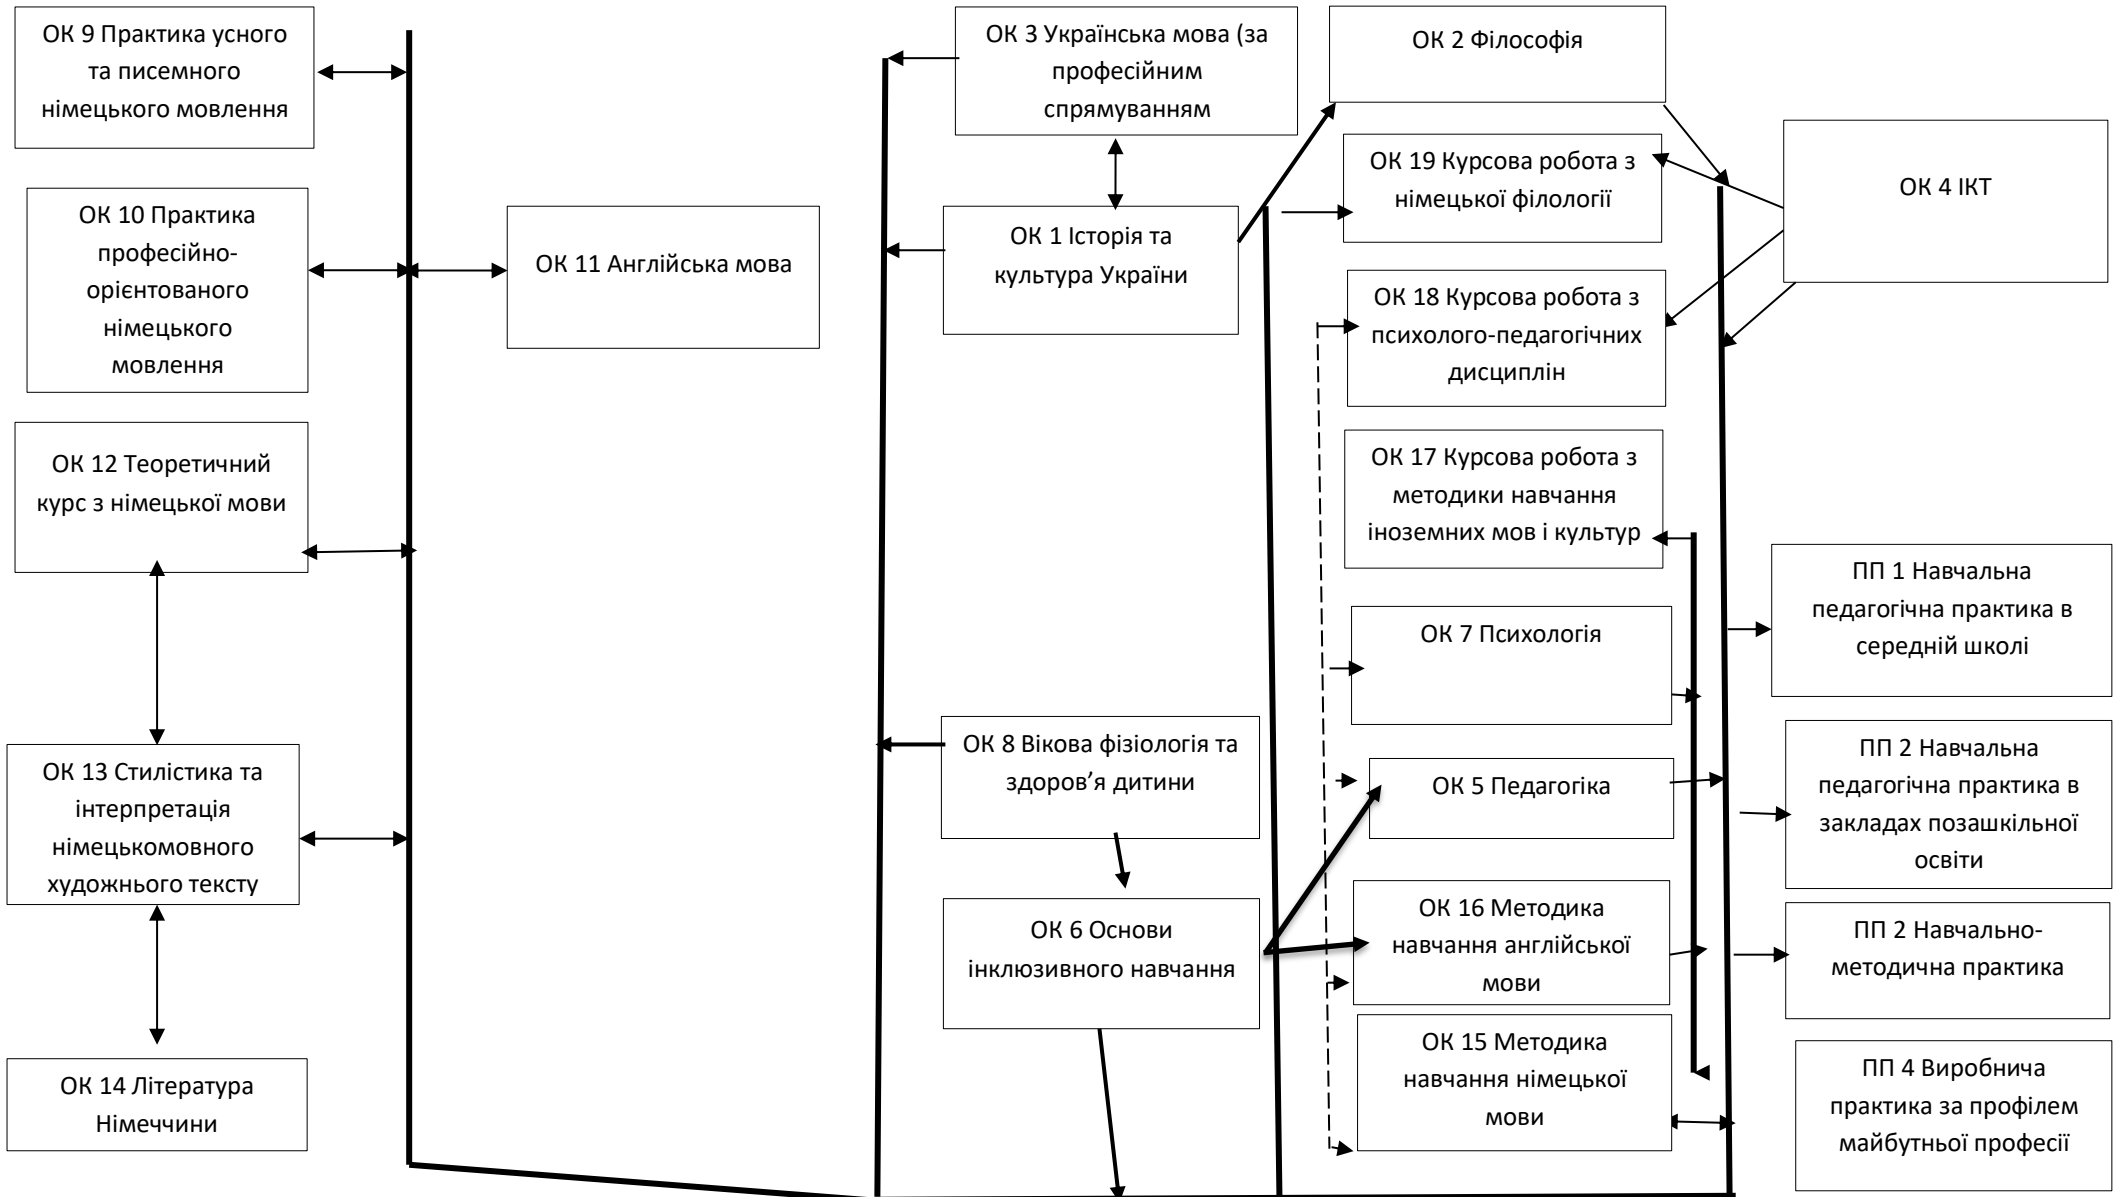 ОК 9 Практика усного
та писемного
німецького мовлення
ОК 10 Практика
професійно-
орієнтованого
німецького
мовлення
ОК 12 Теоретичний
курс з німецької мови
ОК 13 Стилістика та
інтерпретація
німецькомовного
художнього тексту
ОК 14 Література
Німеччини
ОК 11 Англійська мова
ОК 3 Українська мова (за
професійним
спрямуванням
ОК 1 Історія та
культура України
ОК 8 Вікова фізіологія та
здоров’я дитини
ОК 6 Основи
інклюзивного навчання
ОК 2 Філософія
ОК 19 Курсова робота з
німецької філології
ОК 18 Курсова робота з
психолого-педагогічних
дисциплін
ОК 17 Курсова робота з
методики навчання
іноземних мов і культур
ОК 7 Психологія
ОК 5 Педагогіка
ОК 16 Методика
навчання англійської
мови
ОК 15 Методика
навчання німецької
мови
ОК 4 ІКТ
ПП 1 Навчальна
педагогічна практика в
середній школі
ПП 2 Навчальна
педагогічна практика в
закладах позашкільної
освіти
ПП 2 Навчально-
методична практика
ПП 4 Виробнича
практика за профілем
майбутньої професії